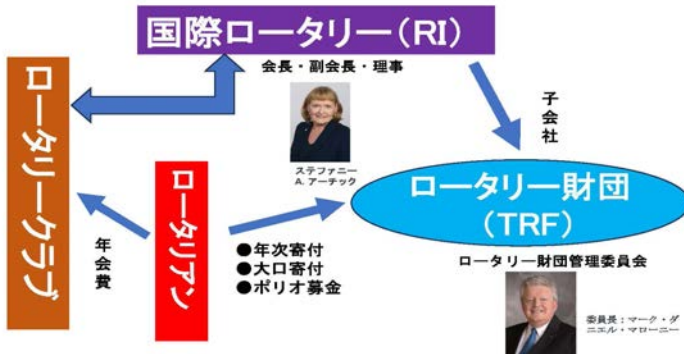 国際ロータリー(RI)
会長・副会長・理事
ステファニー
A. アーチック
子会社
ロータリークラブ
ロータリアン
年会費
●年次寄付
●大口寄付
●ポリオ募金
ロータリー財団
(TRF)
ロータリー財団管理委員会
委員長：マーク・ダ
ニエル・マローニー